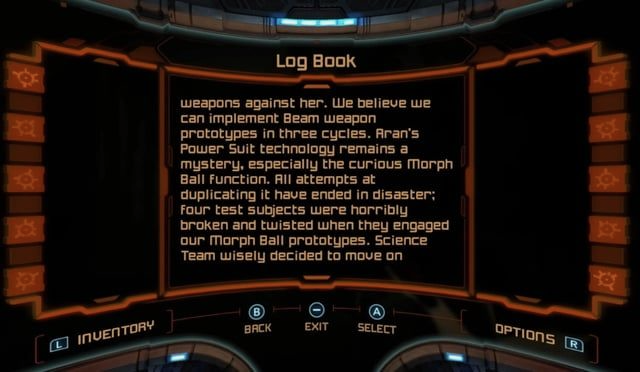 Log Book
weapons against her. We believe we
can implement Beam weapon
prototypes in three cycles. Aran's
Power Suit technology remains a
mystery, especially the curious Morph
Ball function. All attempts at
duplicating it have ended in disaster;
four test subjects were horribly
broken and twisted when they engaged
our Morph Ball prototypes. Science
Team wisely decided to move on
L INVENTORY
B
BACK
EXIT
A
SELECT
OPTIONS R